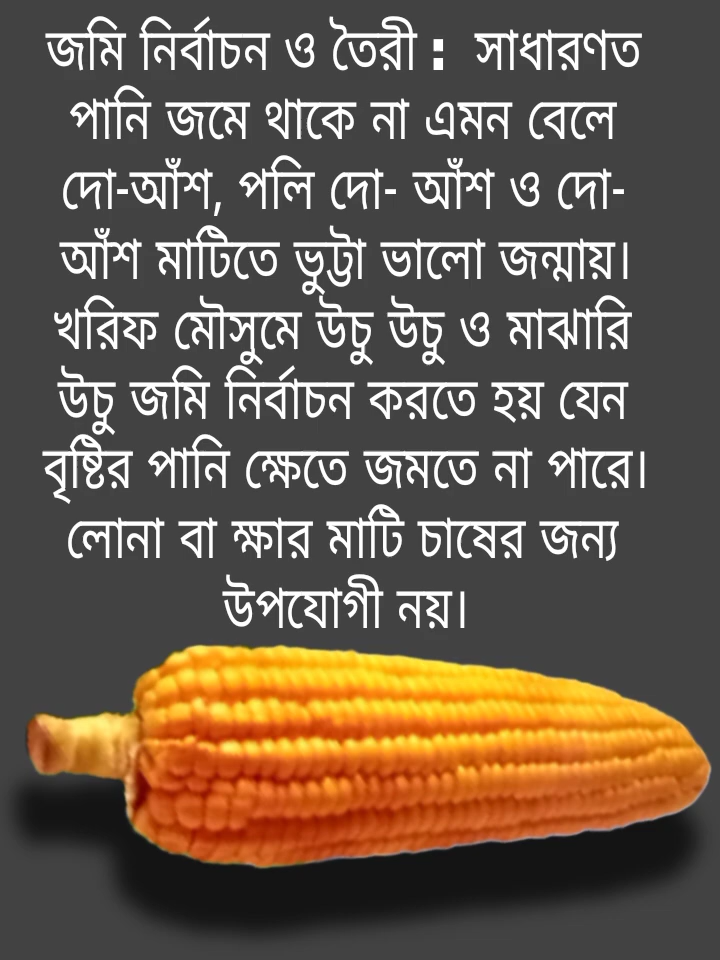 জমি নির্বাচন ও তৈরী : সাধারণত
পানি জমে থাকে না এমন বেলে
দো-আঁশ, পলি দো- আঁশ ও দো-
আঁশ মাটিতে ভুট্টা ভালো জন্মায়।
খরিফ মৌসুমে উচু উচু ও মাঝারি
উচু জমি নির্বাচন করতে হয় যেন
বৃষ্টির পানি ক্ষেতে জমতে না পারে।
লোনা বা ক্ষার মাটি চাষের জন্য
উপযোগী নয়।